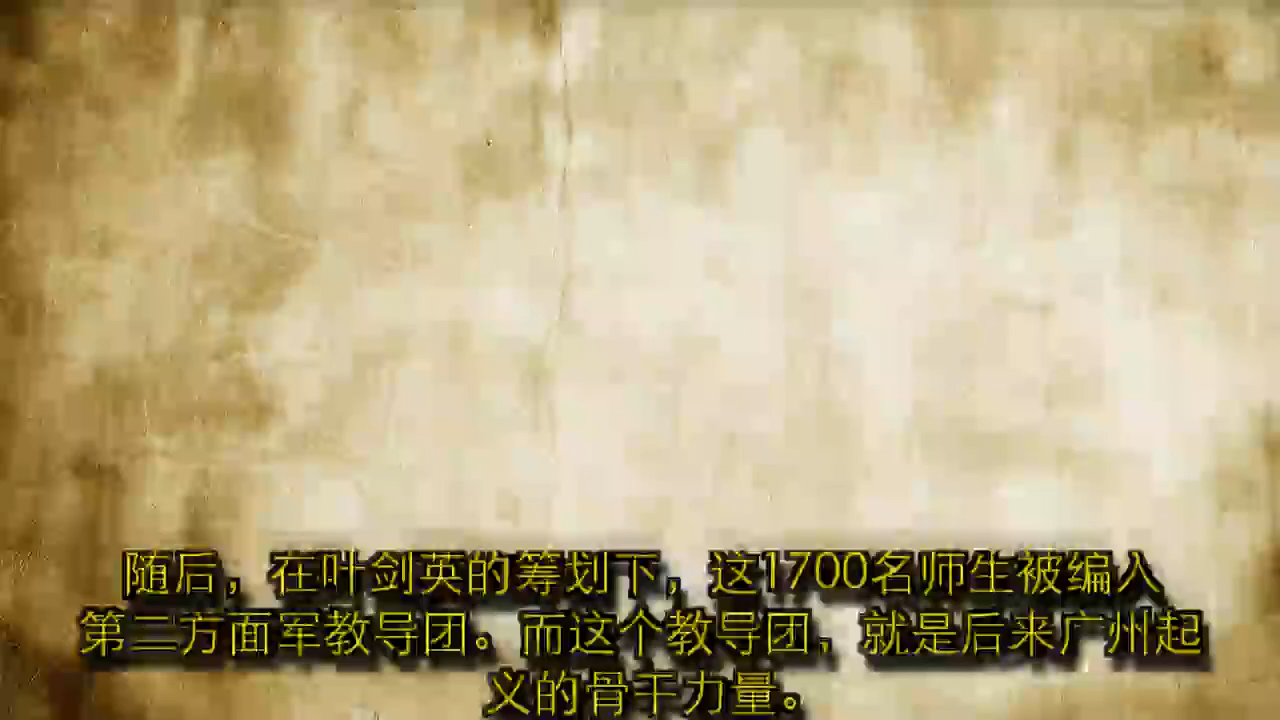 随后，在叶剑英的筹划下，这1700名师生被编入
第二方面军教导团。而这个教导团，就是后来广州起
义的骨干力量。